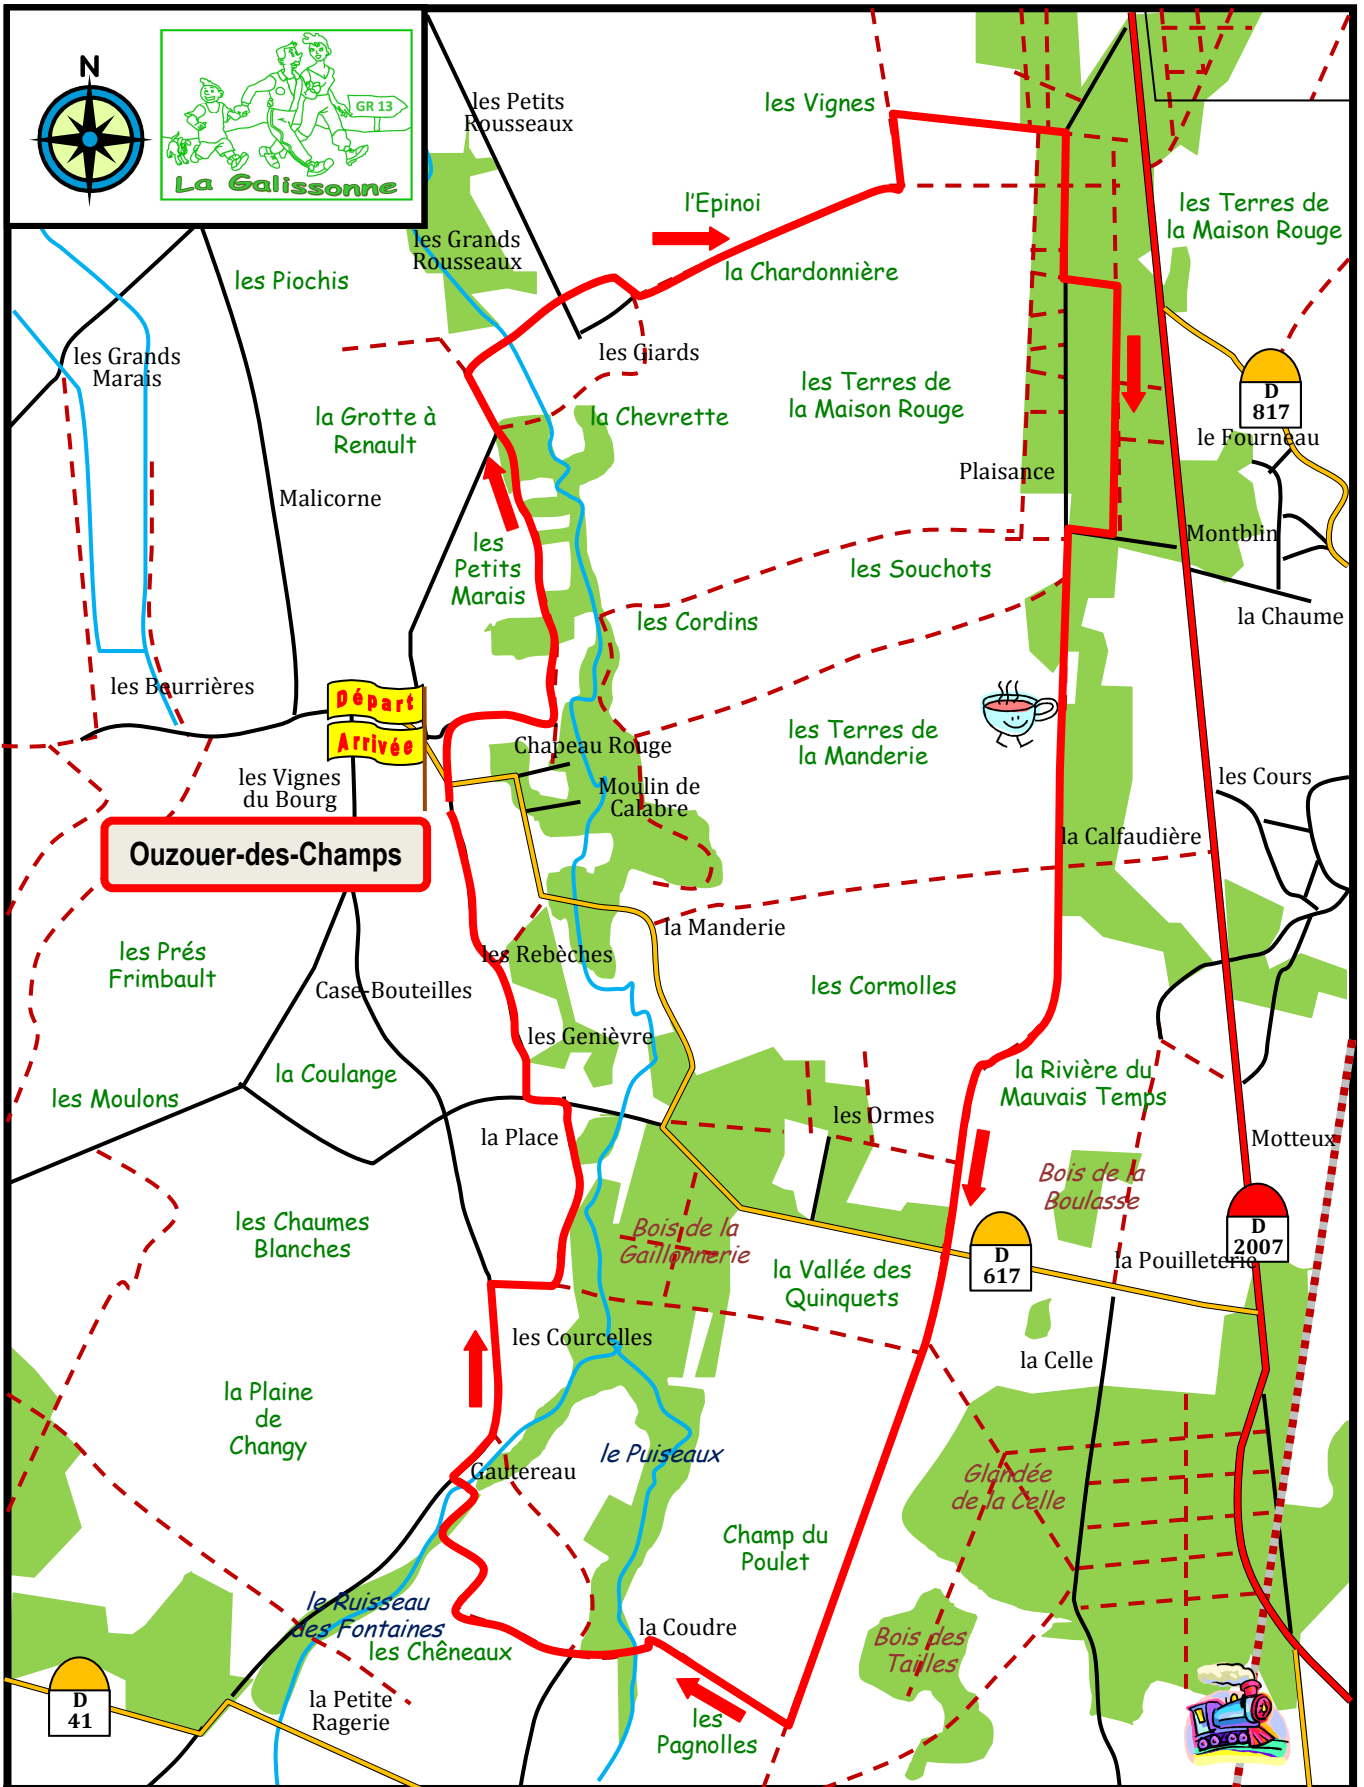 N
GR 13
La Galissonne
les Petits
Rousseaux
les Vignes
l'Epinoi
les Terres de
la Maison Rouge
les Grands
Rousseaux
la Chardonnière
les Piochis
les Grands
Marais
les Giards
les Terres de
la Maison Rouge
D
817
la Grotte à
Renault
la Chevrette
le Fourneau
Plaisance
Malicorne
Montblin
les
Petits
Marais
les Souchots
les Cordins
la Chaume
les Beurrières
Départ
Arrivée
les Terres de
la Manderie
Chapeau Rouge
les Vignes
du Bourg
Moulin de
Calabre
les Cours
la Calfaudière
Ouzouer-des-Champs
la Manderie
les Prés
Frimbault
les Rebèches
Case-Bouteilles
les Cormolles
les Genièvre
la Coulange
la Rivière du
Mauvais Temps
les Moulons
les Ormes
la Place
Motteux
Bois de la
Boulasse
les Chaumes
Blanches
Bois de la
Gaillonnerie
D
2007
D
617
la Pouilleterie
la Vallée des
Quinquets
les Courcelles
la Celle
la Plaine
de
Changy
le Puiseaux
Gautereau
Glandée
de la Celle
Champ du
Poulet
le Ruisseau
des Fontaines
la Coudre
les Chêneaux
Bois des
Tailles
D
41
la Petite
Ragerie
les
Pagnolles